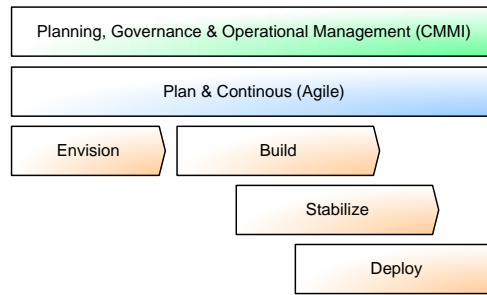 Planning, Governance & Operational Management (CMMI)
Plan & Continous (Agile)
Envision
Build
Stabilize
Deploy